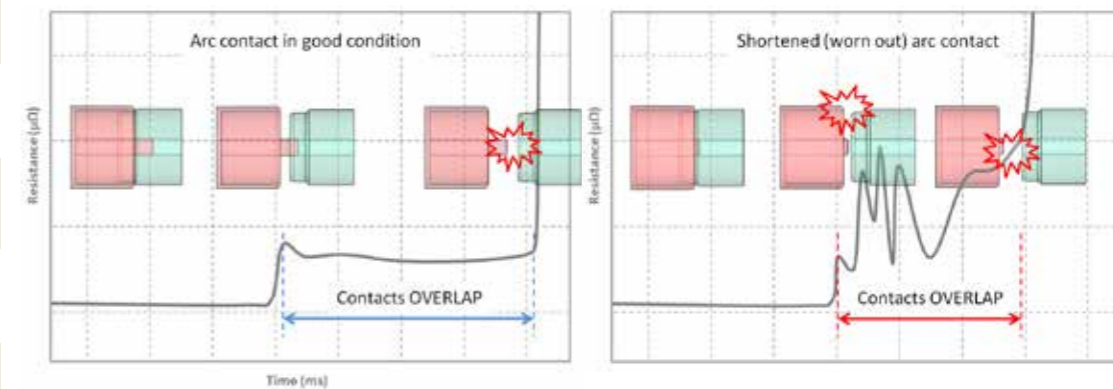 Arc contact in good condition
Resistance (μΩ)
Contacts OVERLAP
Time (ms)
Shortened (worn out) arc contact
Resistance (μΩ)
Contacts OVERLAP